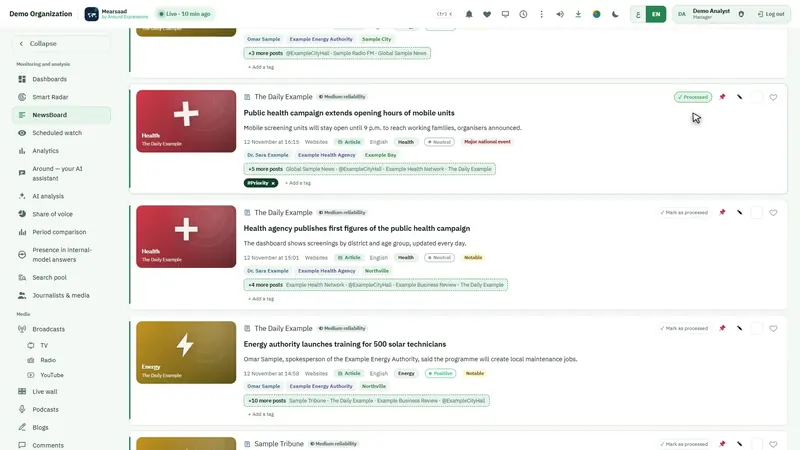 Demo Organization
Mearsaad
by Around Expressions
Live · 10 min ago
Ctrl K
ع
EN
DA
Demo Analyst
Manager
Log out
Collapse
Monitoring and analysis
Dashboards
Smart Radar
NewsBoard
Scheduled watch
Analytics
Around — your AI
assistant
AI analysis
Share of voice
Period comparison
Presence in internal-
model answers
Search pool
Journalists & media
Media
Broadcasts
TV
Radio
YouTube
Live wall
Podcasts
Blogs
Comments
The Daily Example
Omar Sample
Example Energy Authority
Sample City
+3 more posts @ExampleCityHall · Sample Radio FM · Global Sample News
+ Add a tag
Health
The Daily Example
The Daily Example
Medium reliability
✓ Processed
Public health campaign extends opening hours of mobile units
Mobile screening units will stay open until 9 p.m. to reach working families, organisers announced.
12 November at 16:15 Websites Article English Health Neutral Major national event
Dr. Sara Example
Example Health Agency
Example Bay
+5 more posts Global Sample News · @ExampleCityHall · Example Health Network · The Daily Example
#Priority ×
+ Add a tag
Health
The Daily Example
The Daily Example
Medium reliability
✓ Mark as processed
Health agency publishes first figures of the public health campaign
The dashboard shows screenings by district and age group, updated every day.
12 November at 15:01 Websites Article English Health Neutral Notable
Dr. Sara Example
Example Health Agency
Northville
+4 more posts Example Health Network · @ExampleCityHall · Example Business Review · The Daily Example
+ Add a tag
Energy
The Daily Example
The Daily Example
Medium reliability
✓ Mark as processed
Energy authority launches training for 500 solar technicians
Omar Sample, spokesperson of the Example Energy Authority, said the programme will create local maintenance jobs.
12 November at 14:58 Websites Article English Energy Positive Notable
Omar Sample
Example Energy Authority
Northville
+10 more posts Sample Tribune · The Daily Example · Example Business Review · @ExampleCityHall
+ Add a tag
Sample Tribune
Medium reliability
✓ Mark as processed